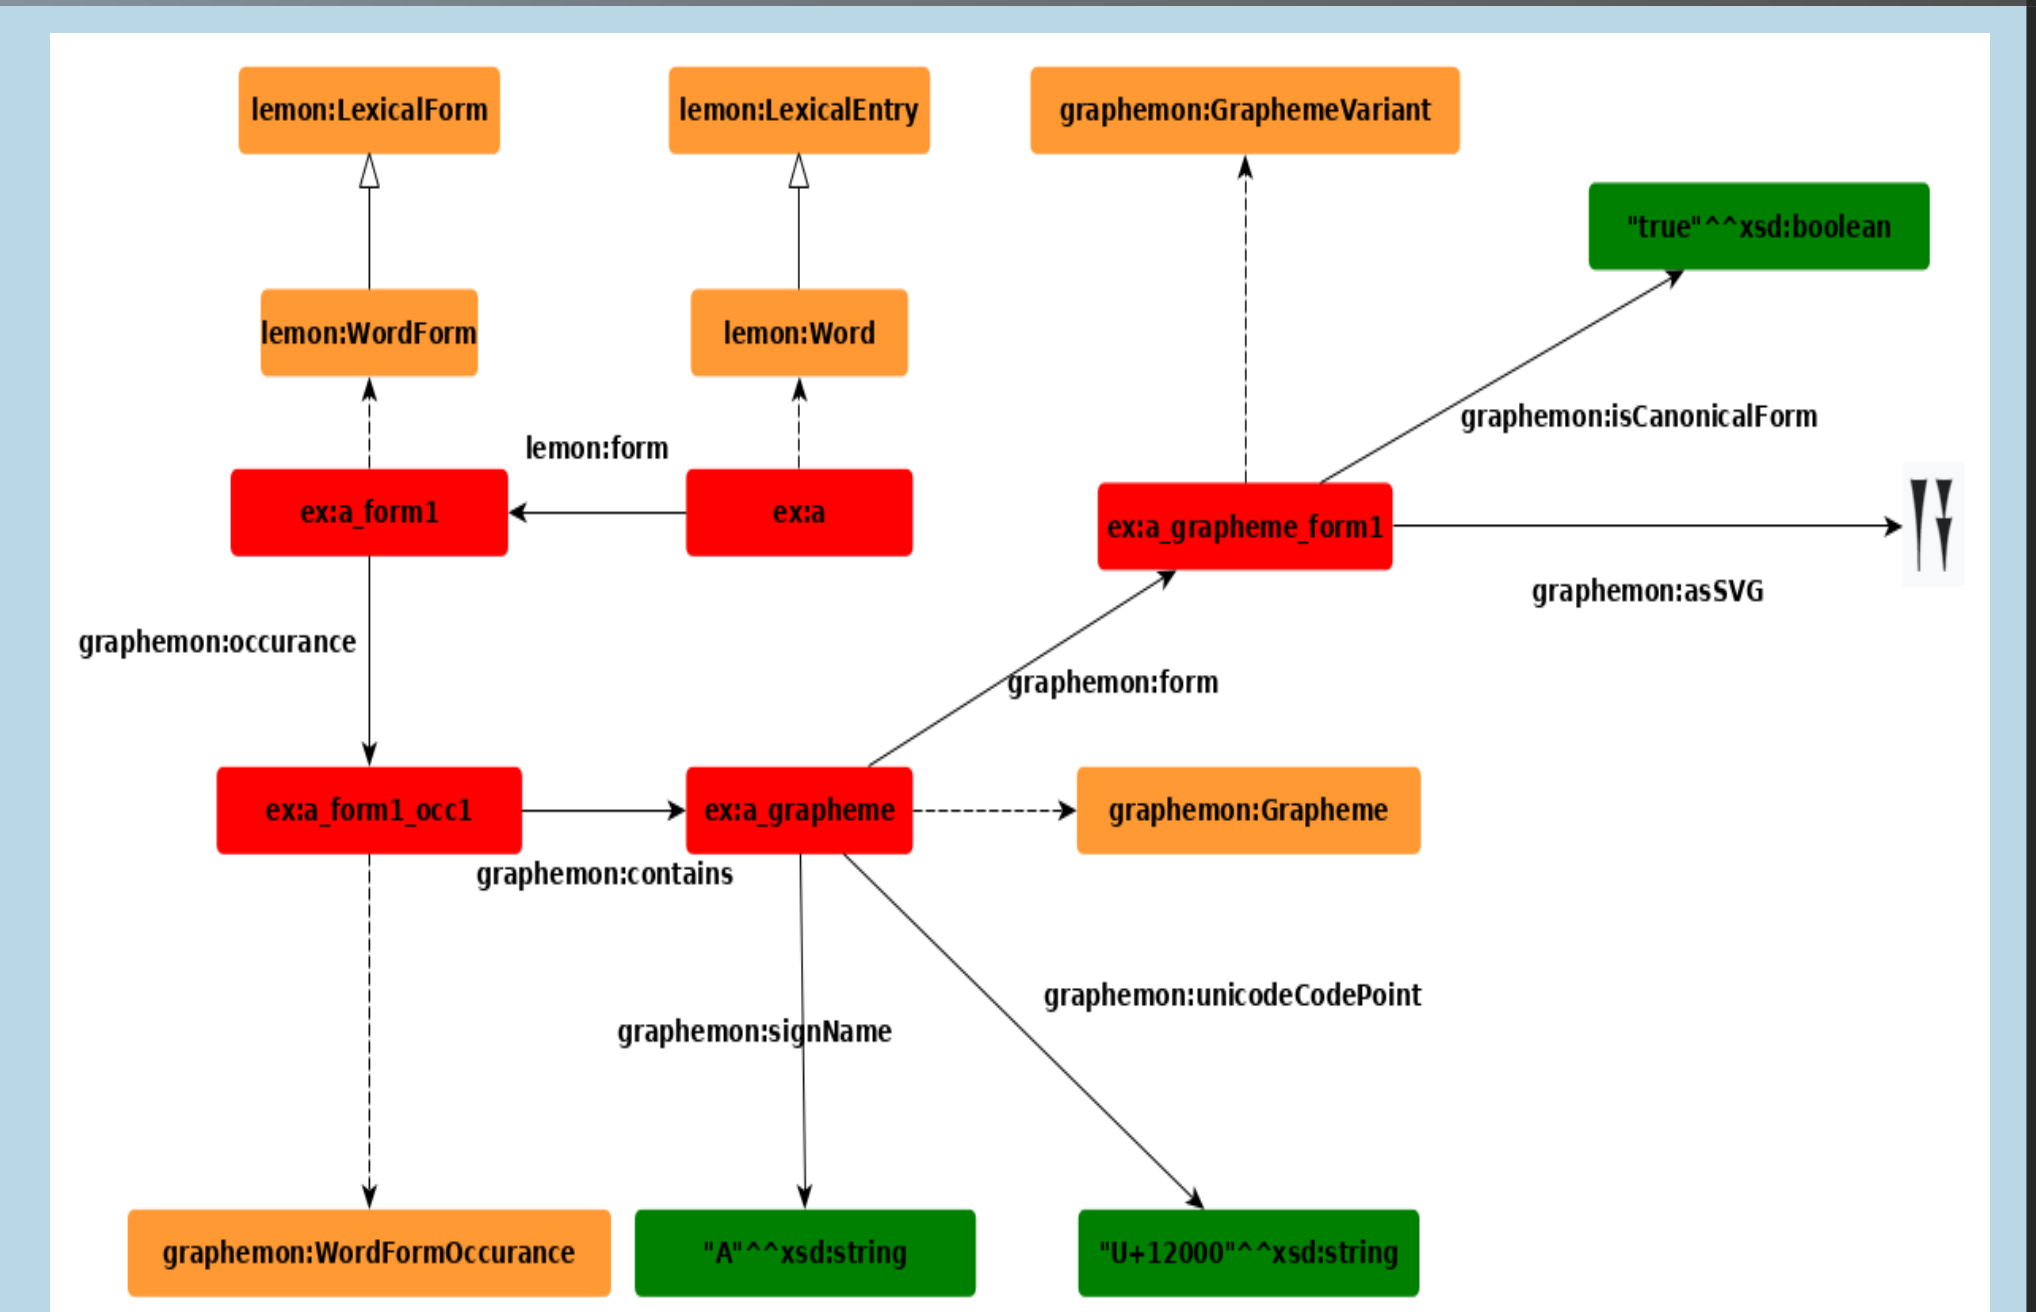 lemon:LexicalForm
lemon:LexicalEntry
graphemon:GraphemeVariant
"true"^^xsd:boolean
lemon:WordForm
lemon:Word
graphemon:isCanonicalForm
lemon:form
ex:a_form1
ex:a
ex:a_grapheme_form1
𒀀
graphemon:asSVG
graphemon:occurance
graphemon:form
ex:a_form1_occ1
ex:a_grapheme
graphemon:Grapheme
graphemon:contains
graphemon:unicodeCodePoint
graphemon:signName
graphemon:WordFormOccurance
"A"^^xsd:string
"U+12000"^^xsd:string